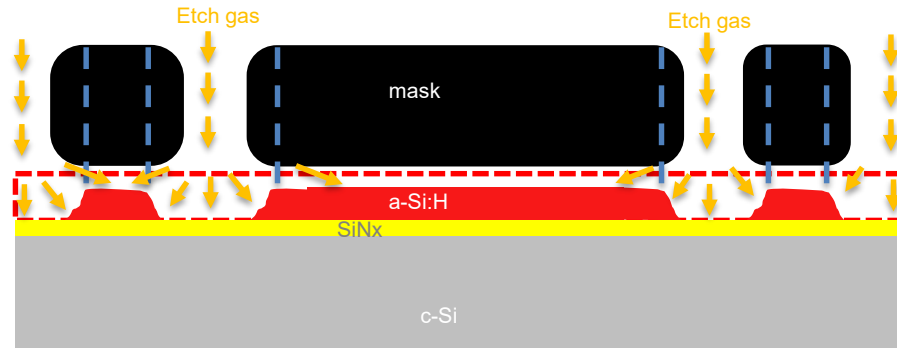 Etch gas
Etch gas
mask
a-Si:H
SiNx
c-Si